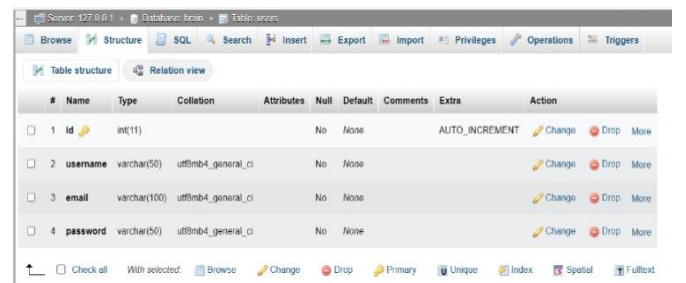 Server: 127.0.0.1 » Database: brain » Table: users
Browse Structure SQL Search Insert Export Import Privileges Operations Triggers
Table structure Relation view
# Name Type Collation Attributes Null Default Comments Extra Action
1 id int(11) No None AUTO_INCREMENT Change Drop More
2 username varchar(50) utf8mb4_general_ci No None Change Drop More
3 email varchar(100) utf8mb4_general_ci No None Change Drop More
4 password varchar(50) utf8mb4_general_ci No None Change Drop More
Check all With selected: Browse Change Drop Primary Unique Index Spatial Fulltext